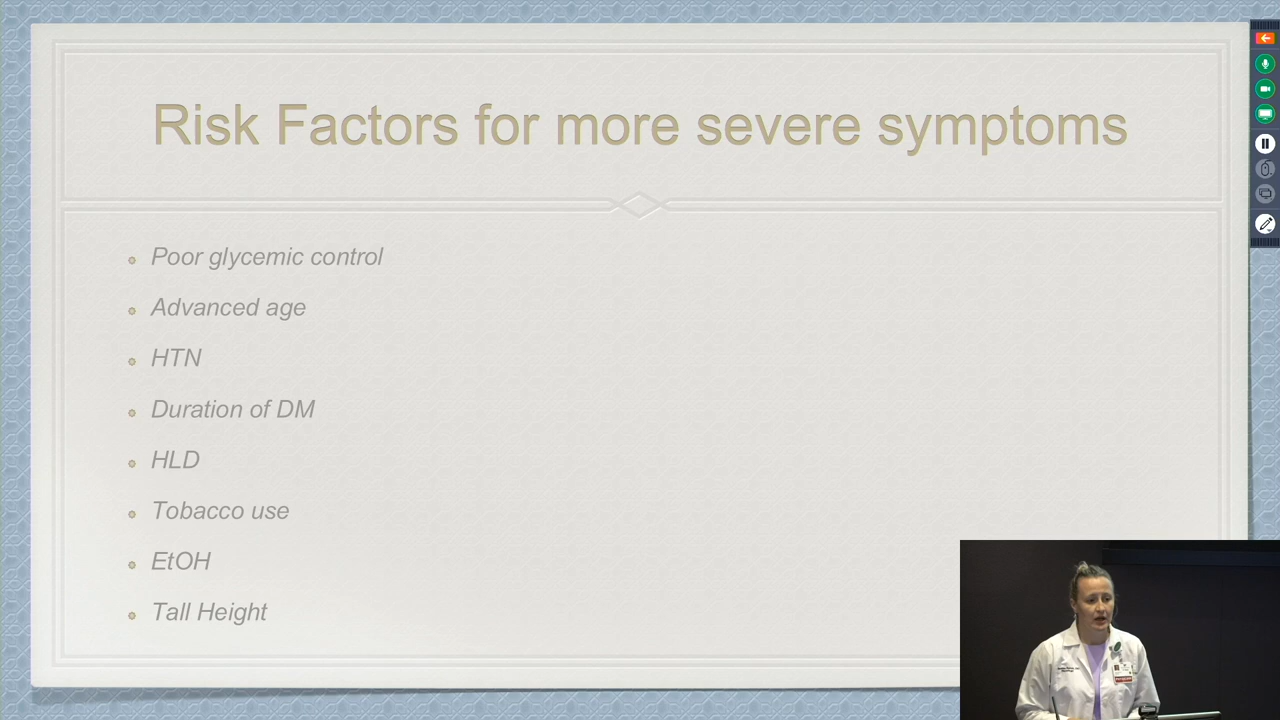 Risk Factors for more severe symptoms
Poor glycemic control
Advanced age
HTN
Duration of DM
HLD
Tobacco use
EtOH
Tall Height